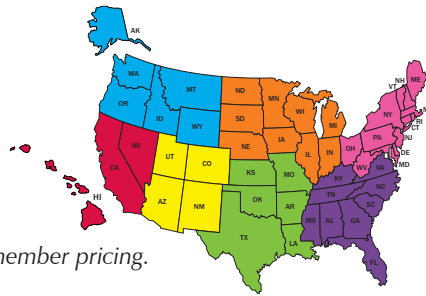 AK
WA
MT
ND
MN
OR
ID
WY
SD
WI
MI
NE
IA
IL
IN
OH
PA
NY
VT
NH
ME
RI
CT
NJ
DE
MD
WV
VA
KY
NV
CA
UT
CO
KS
MO
AZ
NM
OK
AR
TX
LA
TN
NC
SC
MS
AL
GA
FL
HI
member pricing.